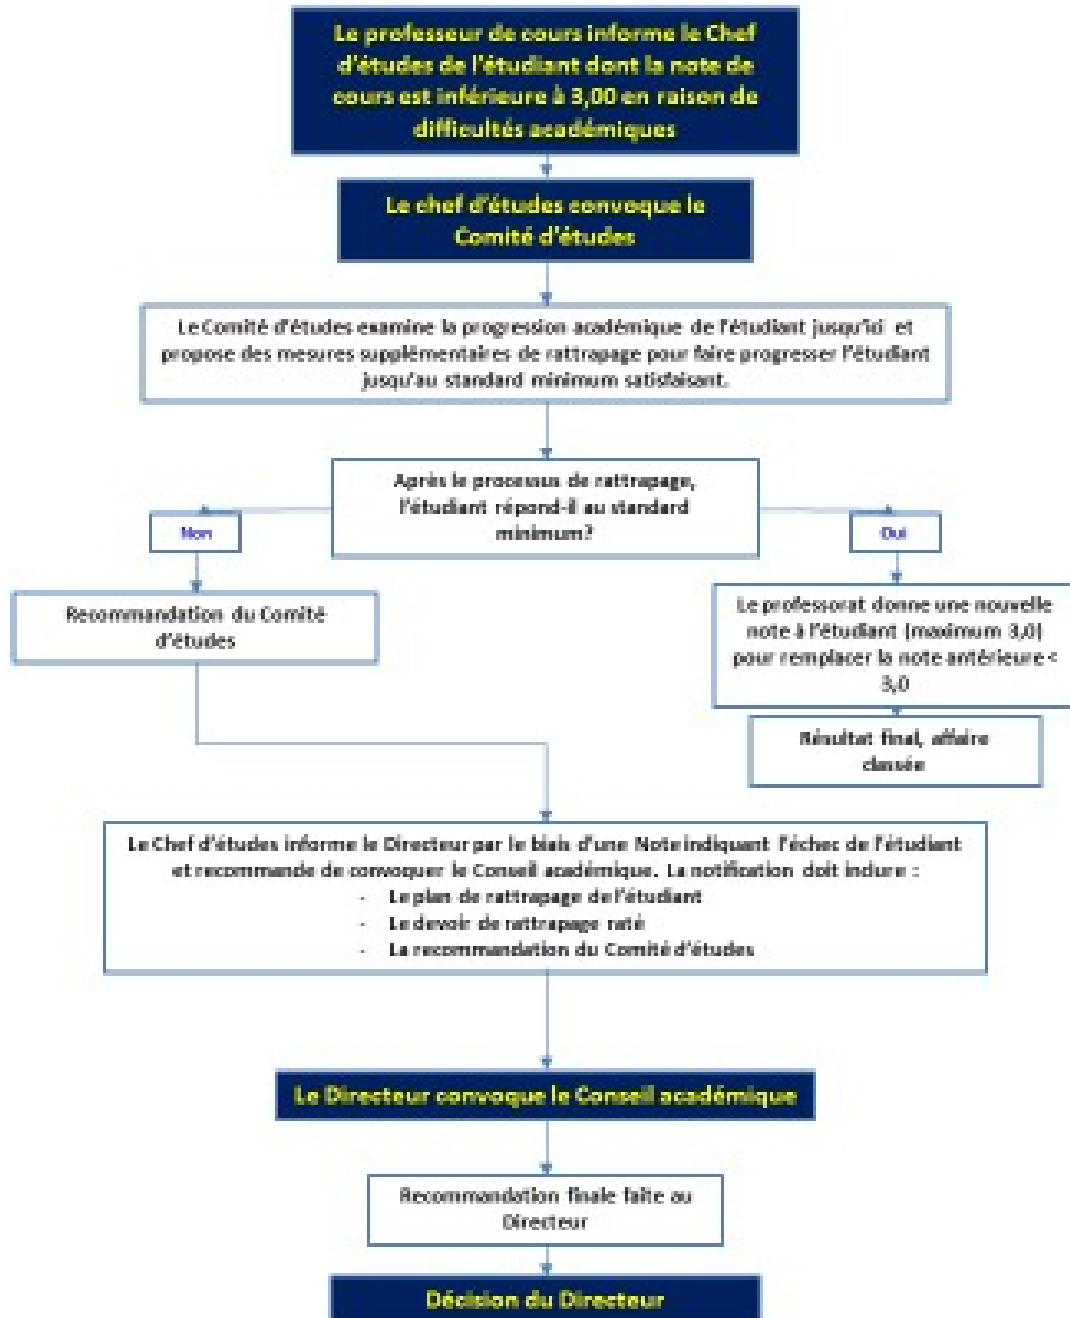 Le professeur de cours informe le Chef
d'études de l'étudiant dont la note de
cours est inférieure à 3,00 en raison de
difficultés académiques
Le chef d'études convoque le
Comité d'études
Le Comité d'études examine la progression académique de l'étudiant jusqu'ici et
propose des mesures supplémentaires de rattrapage pour faire progresser l'étudiant
jusqu'au standard minimum satisfaisant.
Après le processus de rattrapage,
l'étudiant répond-il au standard
minimum?
Non
Oui
Recommandation du Comité
d'études
Le professorat donne une nouvelle
note à l'étudiant (maximum 3,0)
pour remplacer la note antérieure <
3,0
Résultat final, affaire
classée
Le Chef d'études informe le Directeur par le biais d'une Note indiquant l'échec de l'étudiant
et recommande de convoquer le Conseil académique. La notification doit inclure :
- Le plan de rattrapage de l'étudiant
- Le devoir de rattrapage raté
- La recommandation du Comité d'études
Le Directeur convoque le Conseil académique
Recommandation finale faite au
Directeur
Décision du Directeur